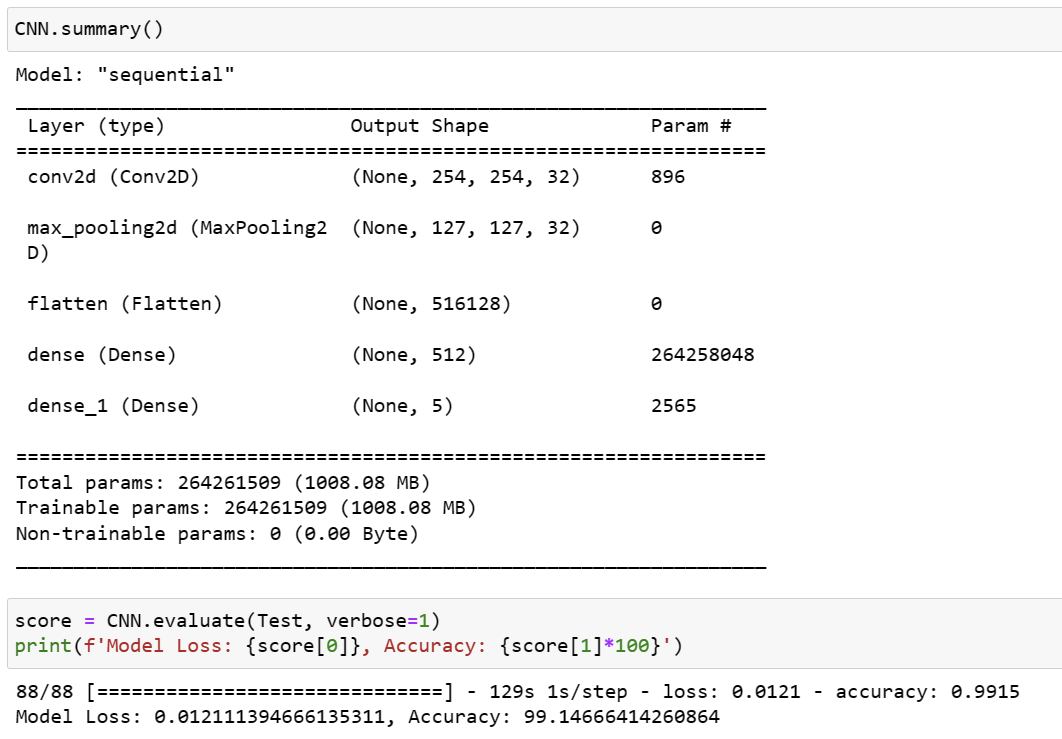 CNN.summary()
Model: "sequential"
_________________________________________________________________
Layer (type) Output Shape Param #
=================================================================
conv2d (Conv2D) (None, 254, 254, 32) 896
max_pooling2d (MaxPooling2 (None, 127, 127, 32) 0
D)
flatten (Flatten) (None, 516128) 0
dense (Dense) (None, 512) 264258048
dense_1 (Dense) (None, 5) 2565
=================================================================
Total params: 264261509 (1008.08 MB)
Trainable params: 264261509 (1008.08 MB)
Non-trainable params: 0 (0.00 Byte)
_________________________________________________________________
score = CNN.evaluate(Test, verbose=1)
print(f'Model Loss: {score[0]}, Accuracy: {score[1]*100}')
88/88 [==============================] - 129s 1s/step - loss: 0.0121 - accuracy: 0.9915
Model Loss: 0.012111394666135311, Accuracy: 99.14666414260864